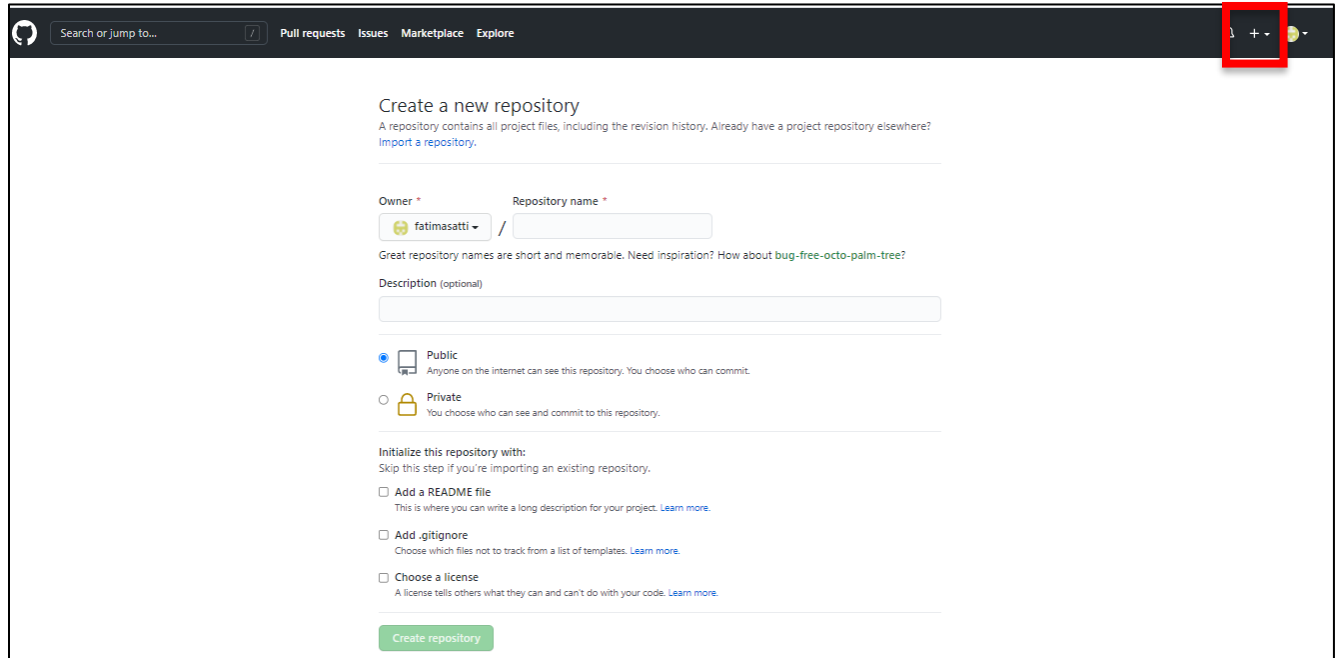 Search or jump to... /
Pull requests Issues Marketplace Explore
+
Create a new repository
A repository contains all project files, including the revision history. Already have a project repository elsewhere?
Import a repository.
Owner * Repository name *
fatimasatti /
Great repository names are short and memorable. Need inspiration? How about bug-free-octo-palm-tree?
Description (optional)
Public
Anyone on the internet can see this repository. You choose who can commit.
Private
You choose who can see and commit to this repository.
Initialize this repository with:
Skip this step if you're importing an existing repository.
Add a README file
This is where you can write a long description for your project. Learn more.
Add .gitignore
Choose which files not to track from a list of templates. Learn more.
Choose a license
A license tells others what they can and can't do with your code. Learn more.
Create repository